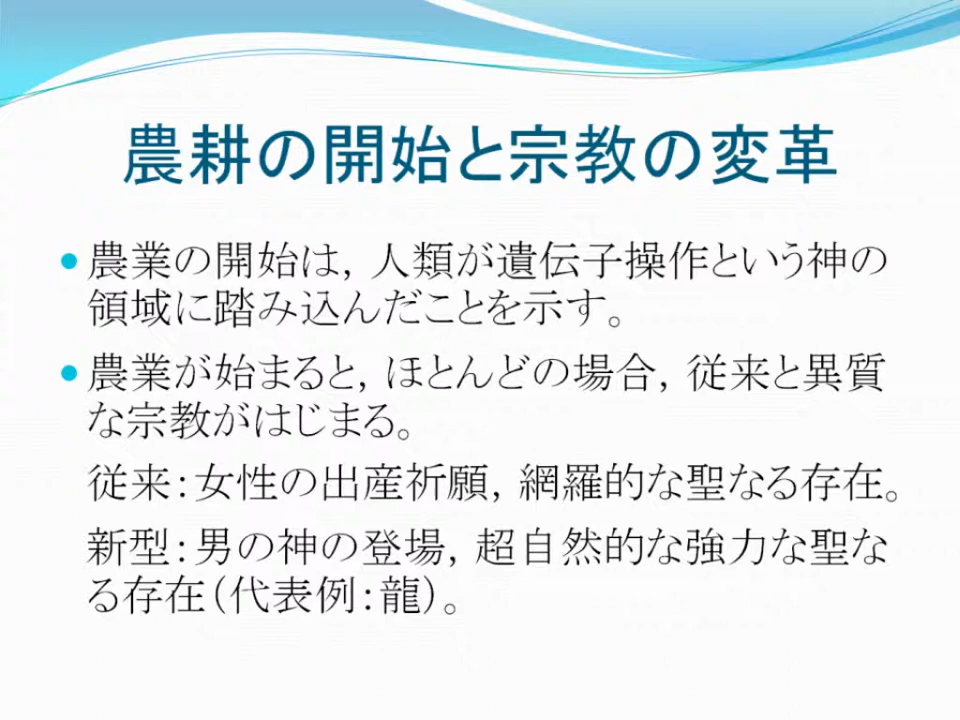 農耕の開始と宗教の変革
• 農業の開始は，人類が遺伝子操作という神の
領域に踏み込んだことを示す。
• 農業が始まると，ほとんどの場合，従来と異質
な宗教がはじまる。
従来：女性の出産祈願，網羅的な聖なる存在。
新型：男の神の登場，超自然的な強力な聖な
る存在（代表例：龍）。